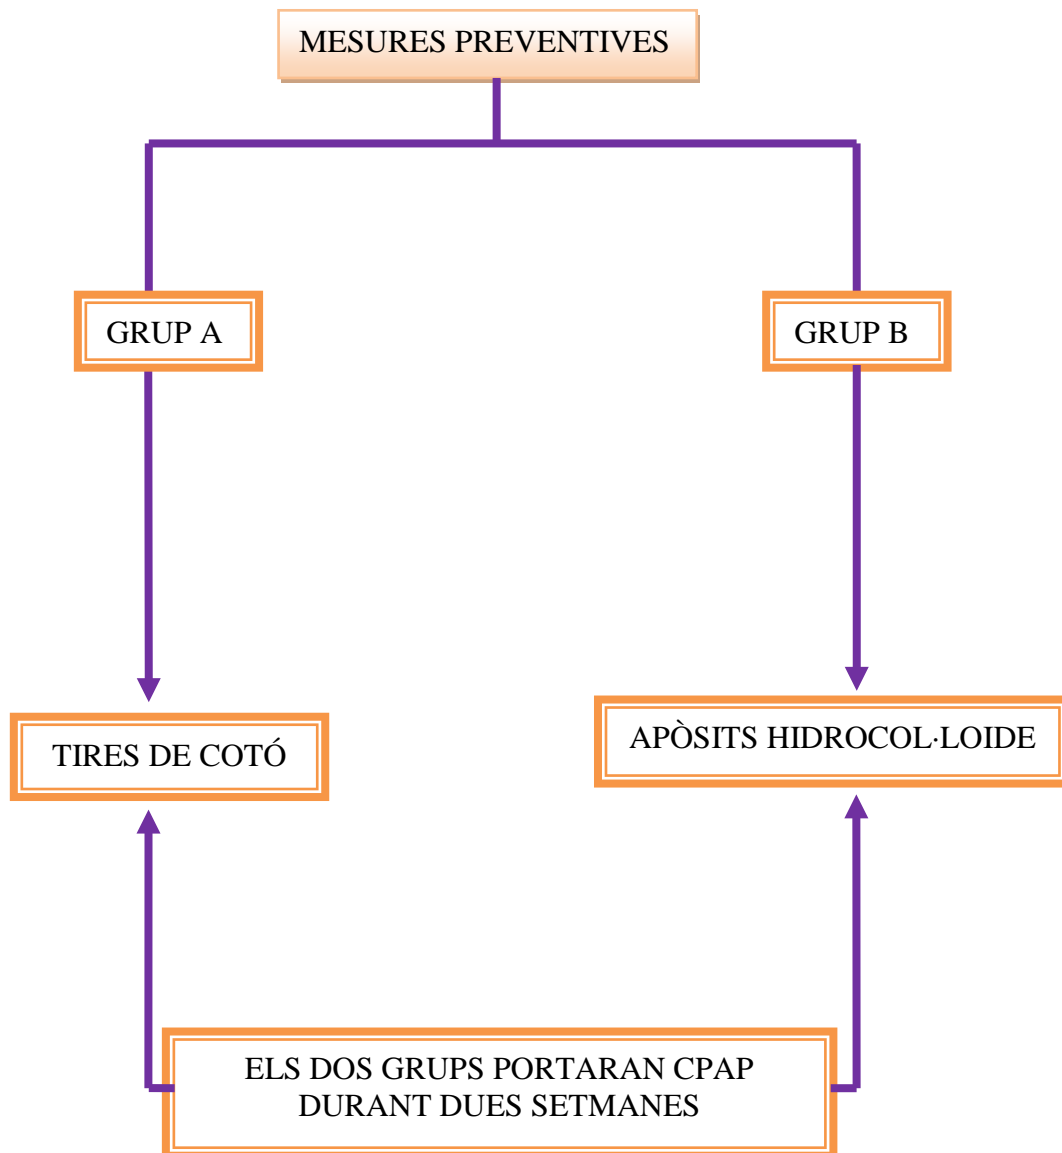 MESURES PREVENTIVES
GRUP A
GRUP B
TIRES DE COTÓ
APÒSITS HIDROCOL·LOIDE
ELS DOS GRUPS PORTARAN CPAP
DURANT DUES SETMANES